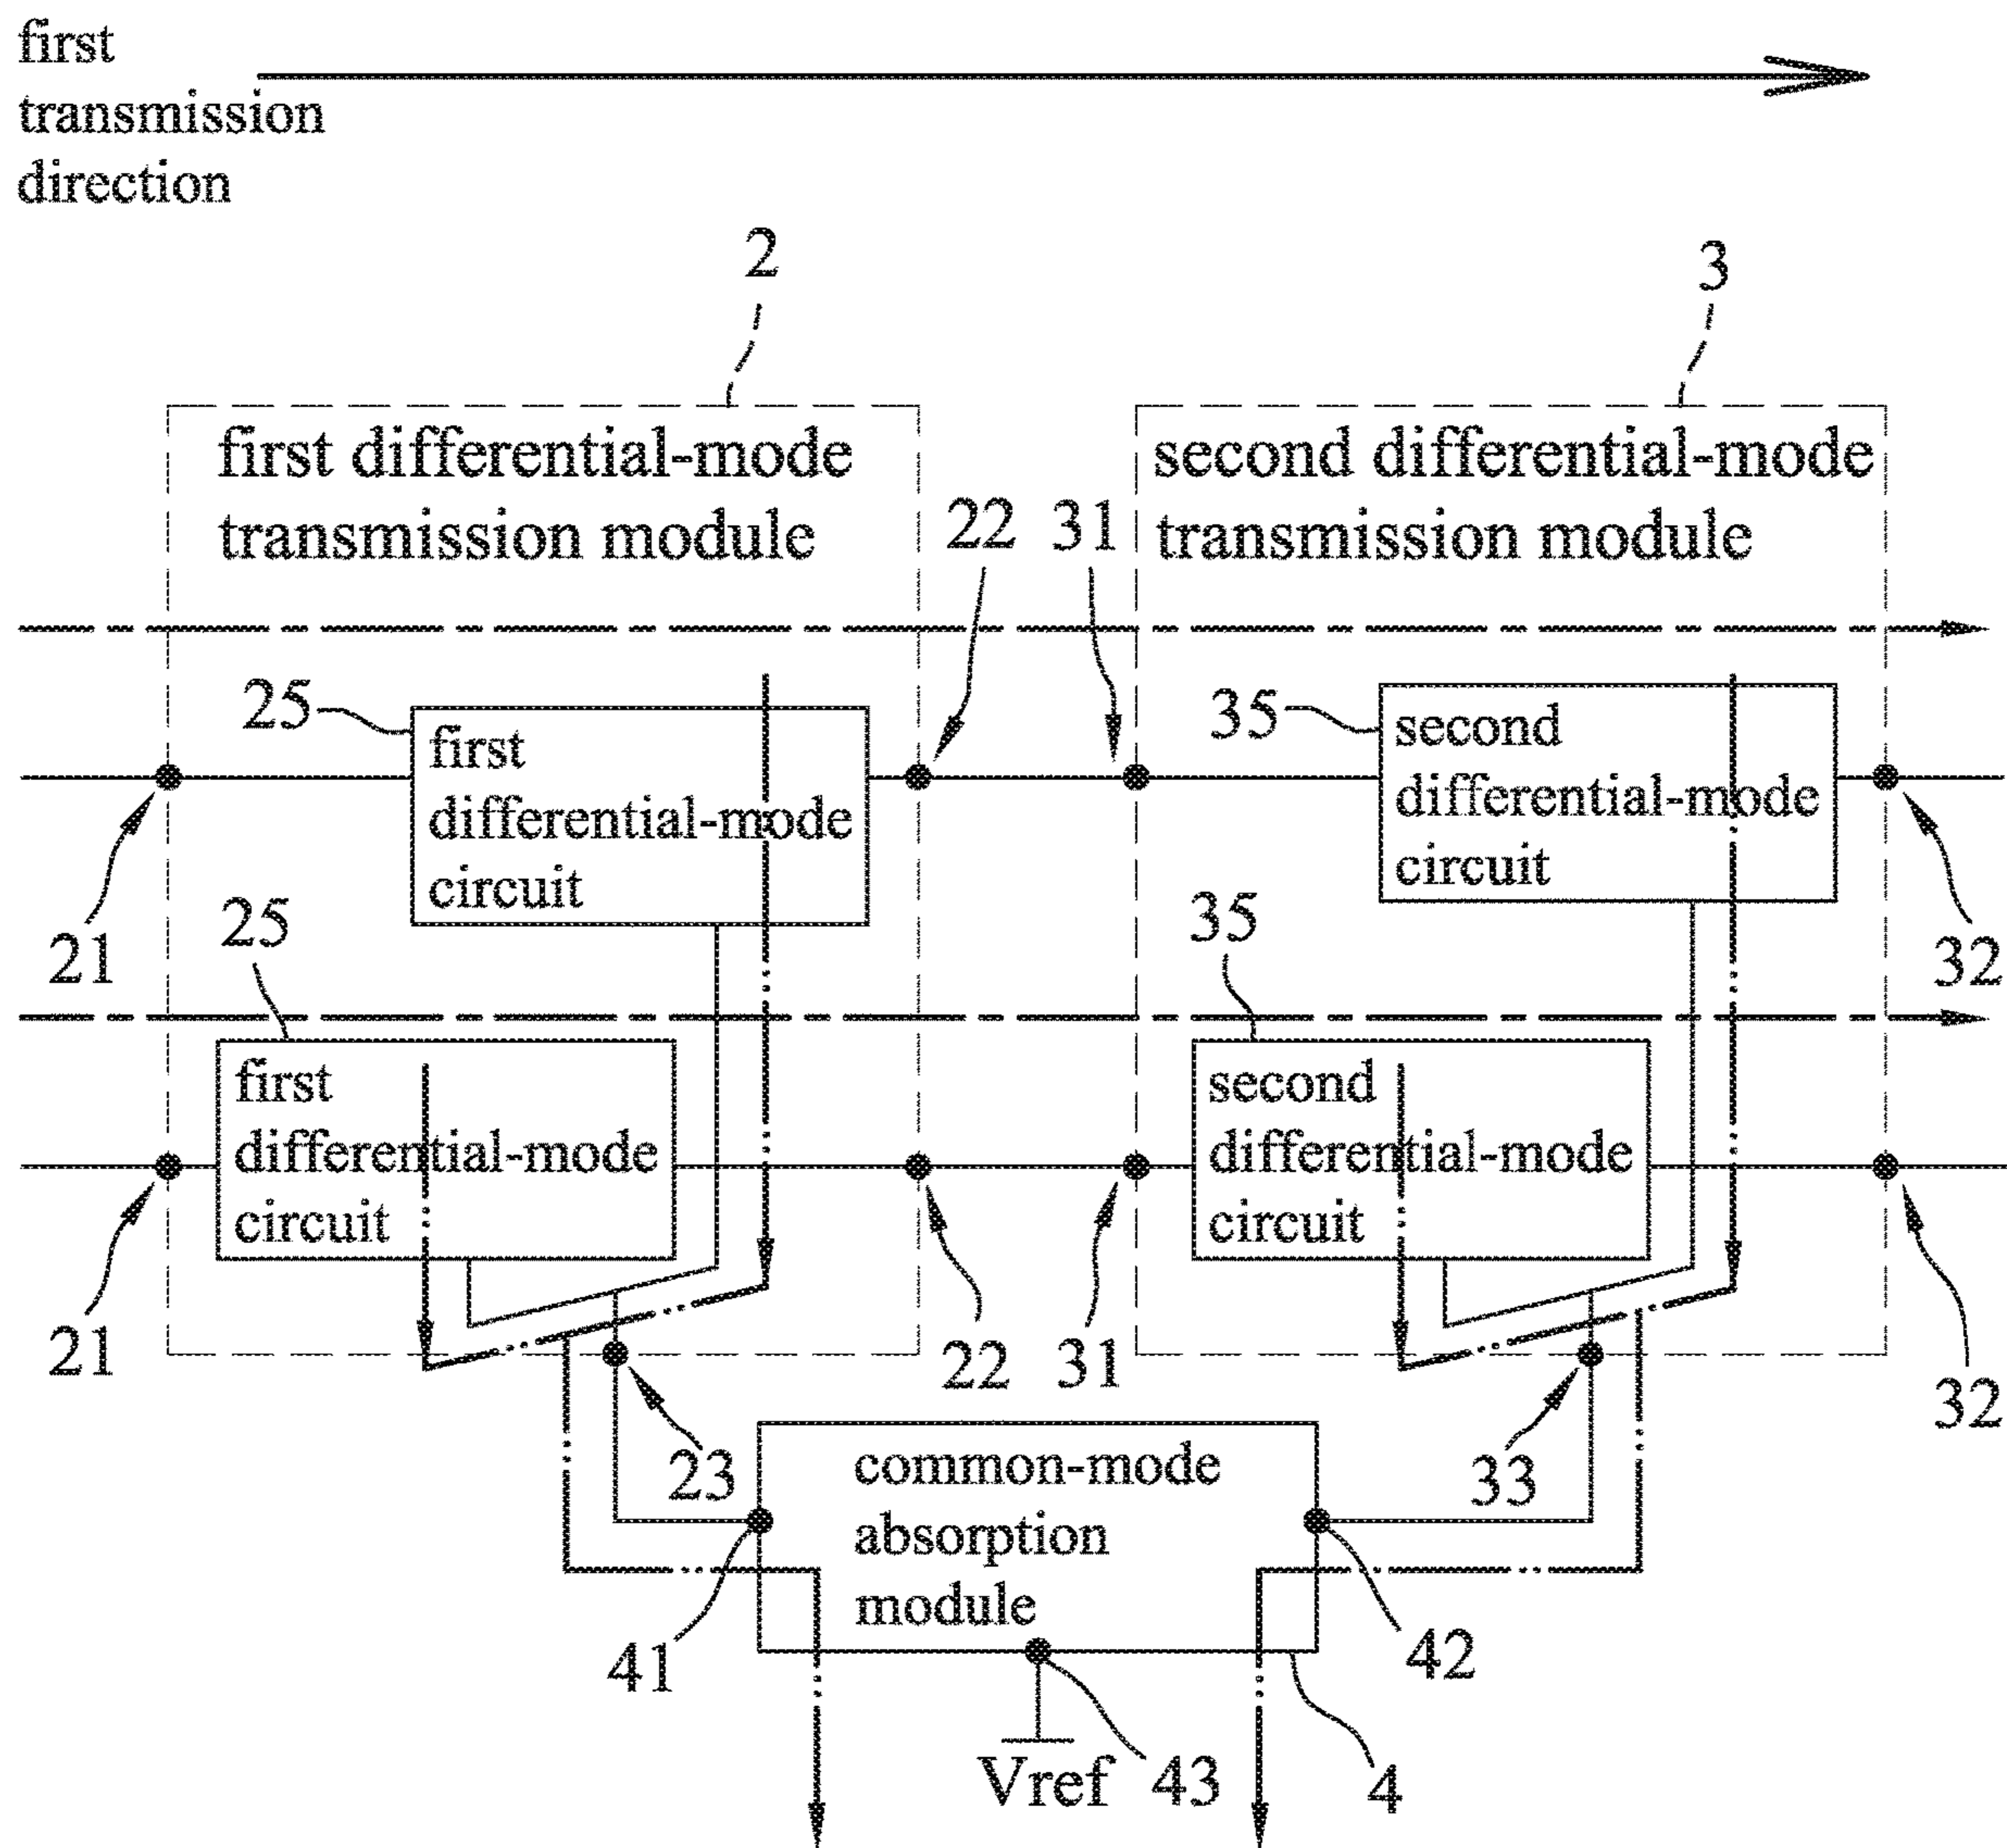 first
transmission
direction
2
3
first differential-mode
transmission module
second differential-mode
transmission module
22
31
25
first
differential-mode
circuit
35
second
differential-mode
circuit
21
32
25
first
differential-mode
circuit
35
second
differential-mode
circuit
21
22
31
32
23
33
common-mode
absorption
module
41
42
Vref
43
4